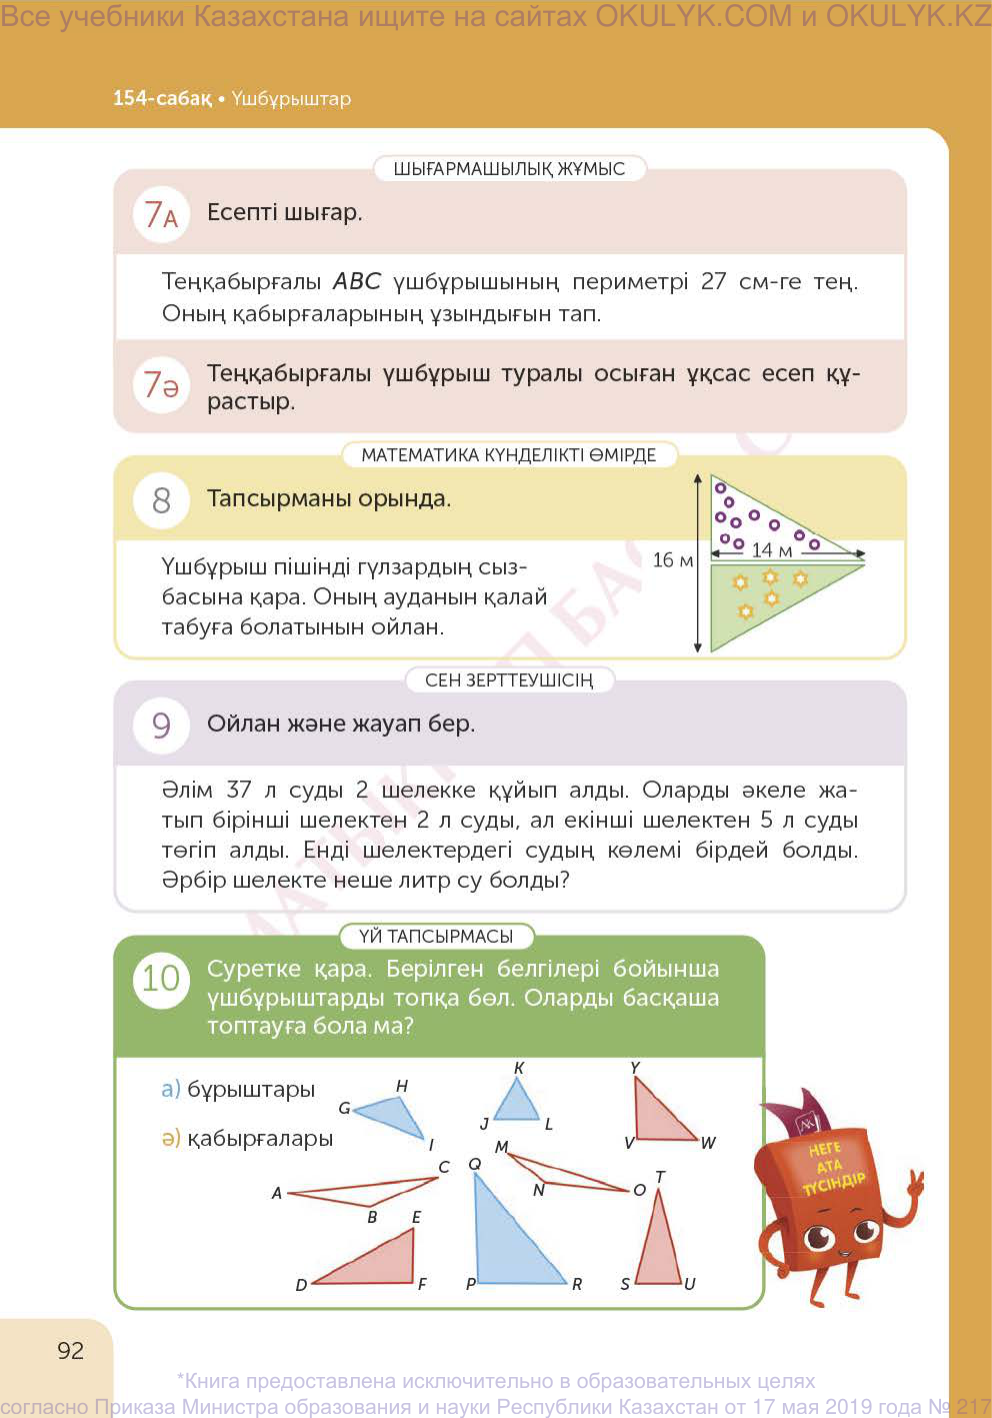 Все учебники Казахстана ищите на сайтах OKULYK.COM и OKULYK.KZ
154-сабақ • Үшбұрыштар
ШЫҒАРМАШЫЛЫҚ ЖҰМЫС
7А Есепті шығар.
Теңқабырғалы ABC үшбұрышының периметрі 27 см-ге тең.
Оның қабырғаларының ұзындығын тап.
7ә Теңқабырғалы үшбұрыш туралы осыған ұқсас есеп құ-
растыр.
МАТЕМАТИКА КҮНДЕЛІКТІ ӨМІРДЕ
8 Тапсырманы орында.
Үшбұрыш пішінді гүлзардың сыз-
басына қара. Оның ауданын қалай
табуға болатынын ойлан.
16 м
14 м
СЕН ЗЕРТТЕУШІСІҢ
9 Ойлан және жауап бер.
Әлім 37 л суды 2 шелекке құйып алды. Оларды әкеле жа-
тып бірінші шелектен 2 л суды, ал екінші шелектен 5 л суды
төгіп алды. Енді шелектердегі судың көлемі бірдей болды.
Әрбір шелекте неше литр су болды?
ҮЙ ТАПСЫРМАСЫ
10 Суретке қара. Берілген белгілері бойынша
үшбұрыштарды топқа бөл. Оларды басқаша
топтауға бола ма?
а) бұрыштары
ә) қабырғалары
G H I
J K L
Y V W
A B C
M N O
D E F
Q P R
S T U
НЕГЕ
АТА
ТҮСІНДІР
92
*Книга предоставлена исключительно в образовательных целях
согласно Приказа Министра образования и науки Республики Казахстан от 17 мая 2019 года № 217